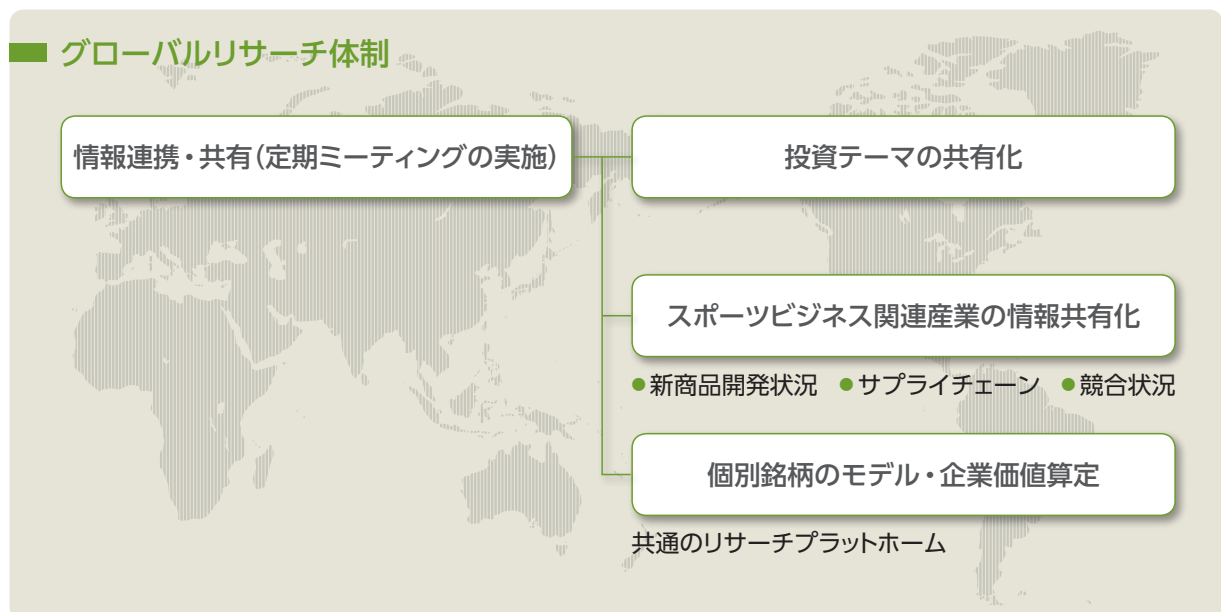 グローバルリサーチ体制
情報連携・共有(定期ミーティングの実施)
投資テーマの共有化
スポーツビジネス関連産業の情報共有化
●新商品開発状況 ●サプライチェーン ●競合状況
個別銘柄のモデル・企業価値算定
共通のリサーチプラットホーム